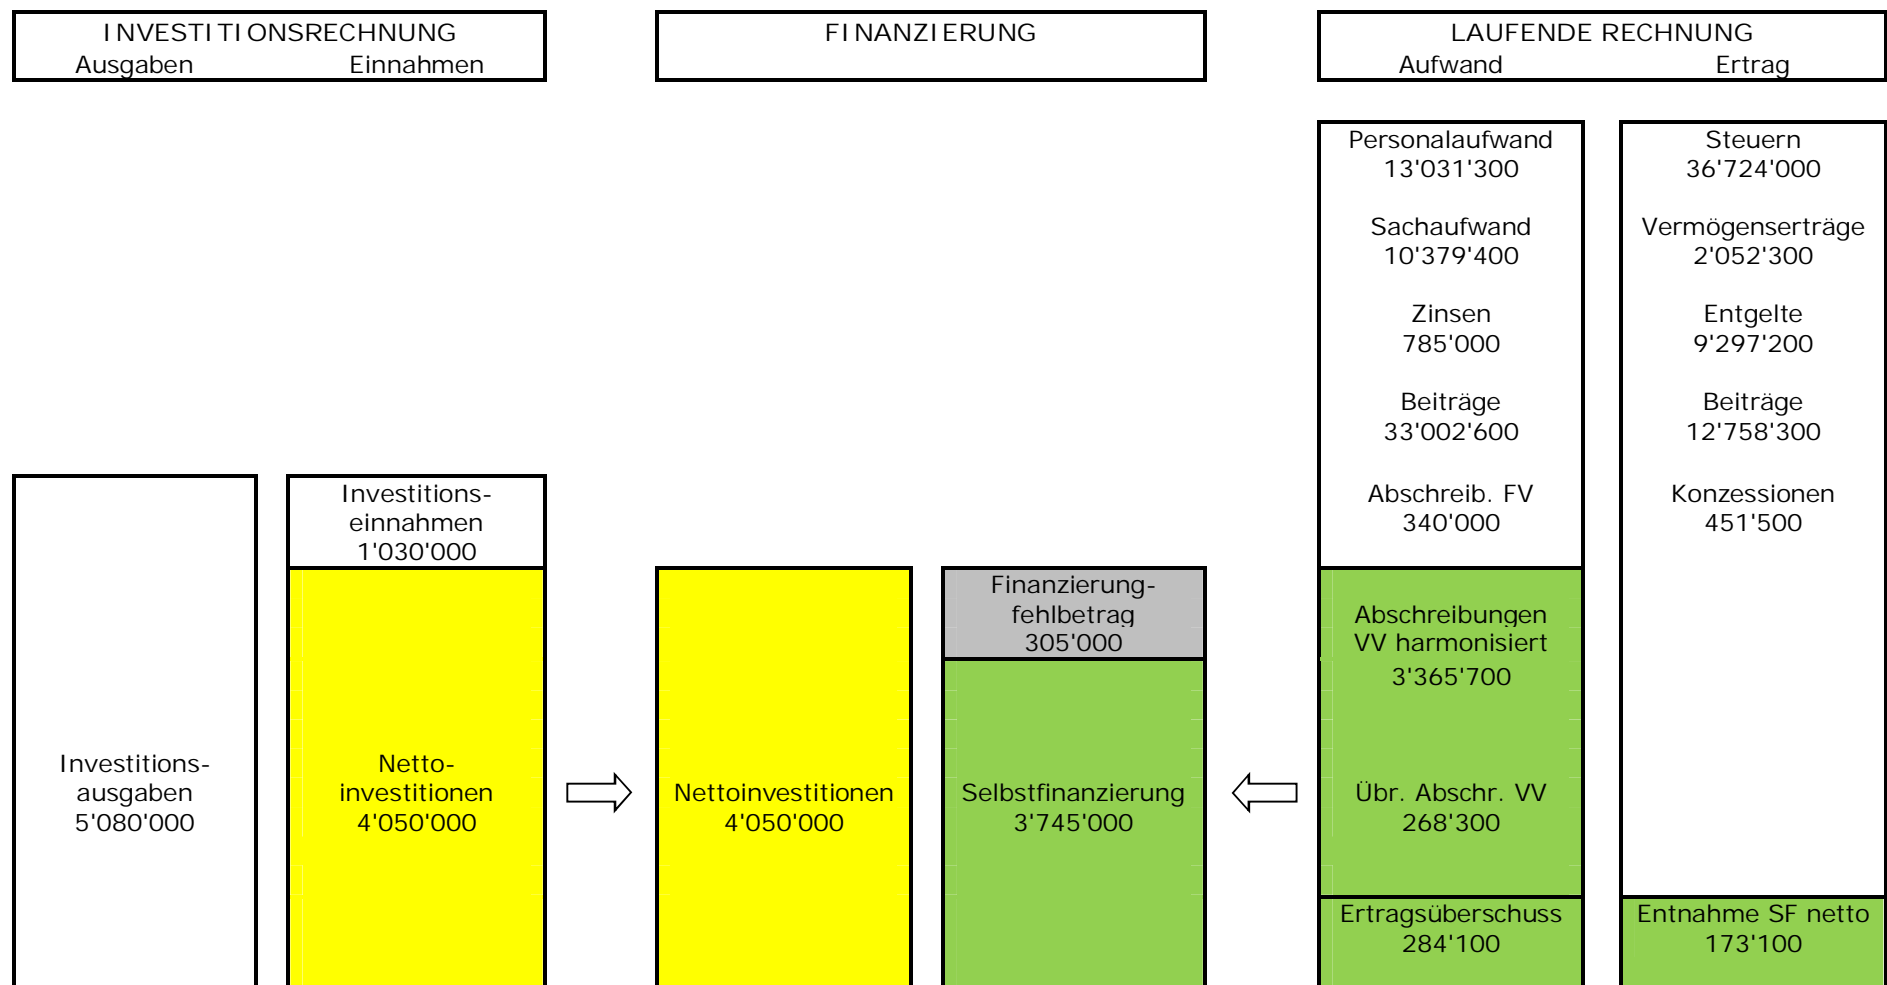 INVESTITIONSRECHNUNG
Ausgaben Einnahmen
FINANZIERUNG
LAUFENDE RECHNUNG
Aufwand Ertrag
Investitions-
ausgaben
5'080'000
Investitions-
einnahmen
1'030'000
Netto-
investitionen
4'050'000
Nettoinvestitionen
4'050'000
Finanzierung-
fehlbetrag
305'000
Selbstfinanzierung
3'745'000
Personalaufwand
13'031'300
Sachaufwand
10'379'400
Zinsen
785'000
Beiträge
33'002'600
Abschreib. FV
340'000
Abschreibungen
VV harmonisiert
3'365'700
Übr. Abschr. VV
268'300
Ertragsüberschuss
284'100
Steuern
36'724'000
Vermögenserträge
2'052'300
Entgelte
9'297'200
Beiträge
12'758'300
Konzessionen
451'500
Entnahme SF netto
173'100